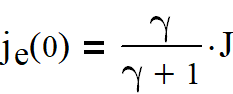 jₑ(0) = γ/(γ + 1) · J